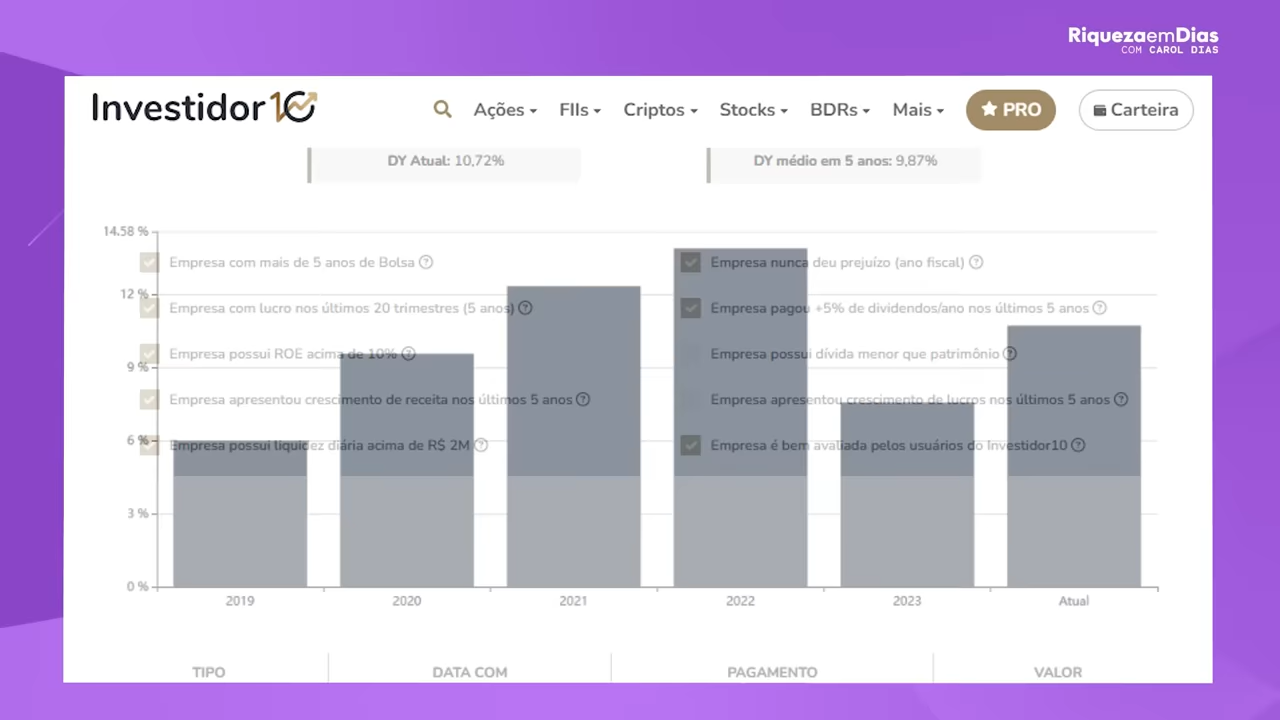 RiquezaemDias
COM CAROL DIAS
Investidor10
Ações
FIIs
Criptos
Stocks
BDRs
Mais
PRO
Carteira
DY Atual: 10,72%
DY médio em 5 anos: 9,87%
14.58 %
12 %
9 %
6 %
3 %
0 %
Empresa com mais de 5 anos de Bolsa
Empresa nunca deu prejuízo (ano fiscal)
Empresa com lucro nos últimos 20 trimestres (5 anos)
Empresa pagou +5% de dividendos/ano nos últimos 5 anos
Empresa possui ROE acima de 10%
Empresa possui dívida menor que patrimônio
Empresa apresentou crescimento de receita nos últimos 5 anos
Empresa apresentou crescimento de lucros nos últimos 5 anos
Empresa possui liquidez diária acima de R$ 2M
Empresa é bem avaliada pelos usuários do Investidor10
2019
2020
2021
2022
2023
Atual
TIPO
DATA COM
PAGAMENTO
VALOR